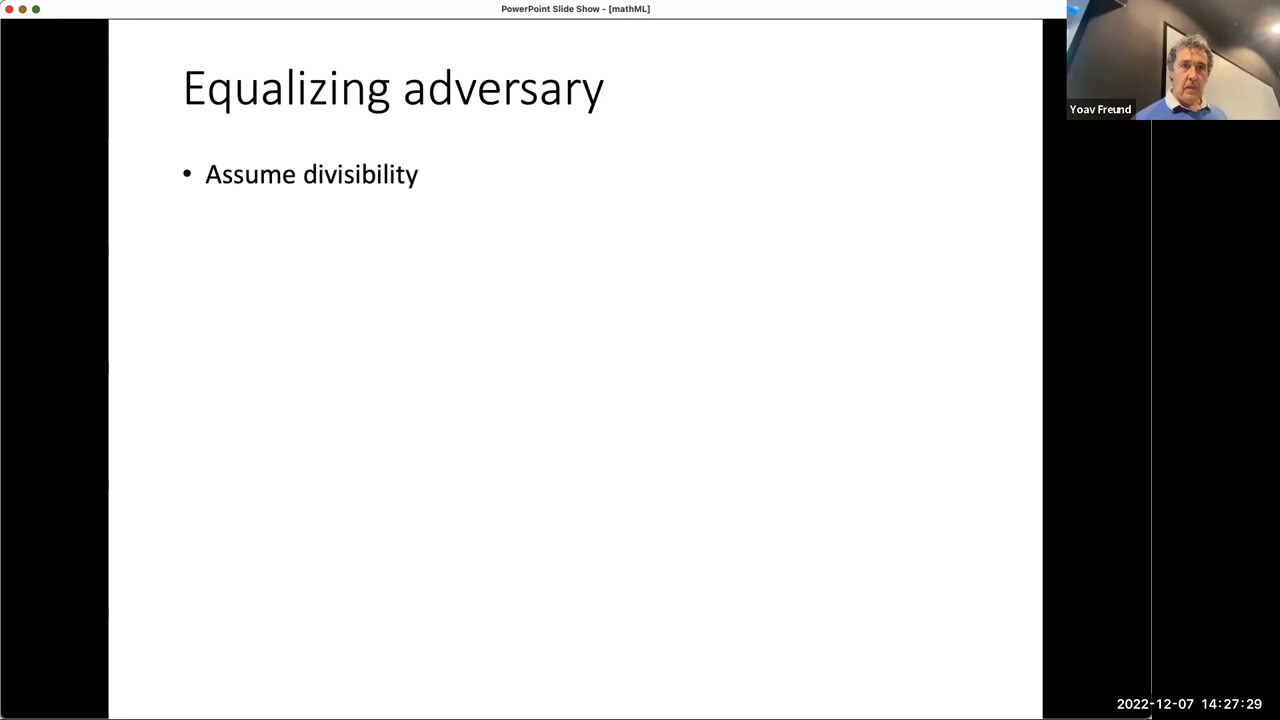 PowerPoint Slide Show - [mathML]
Equalizing adversary
• Assume divisibility
Yoav Freund
2022-12-07 14:27:29